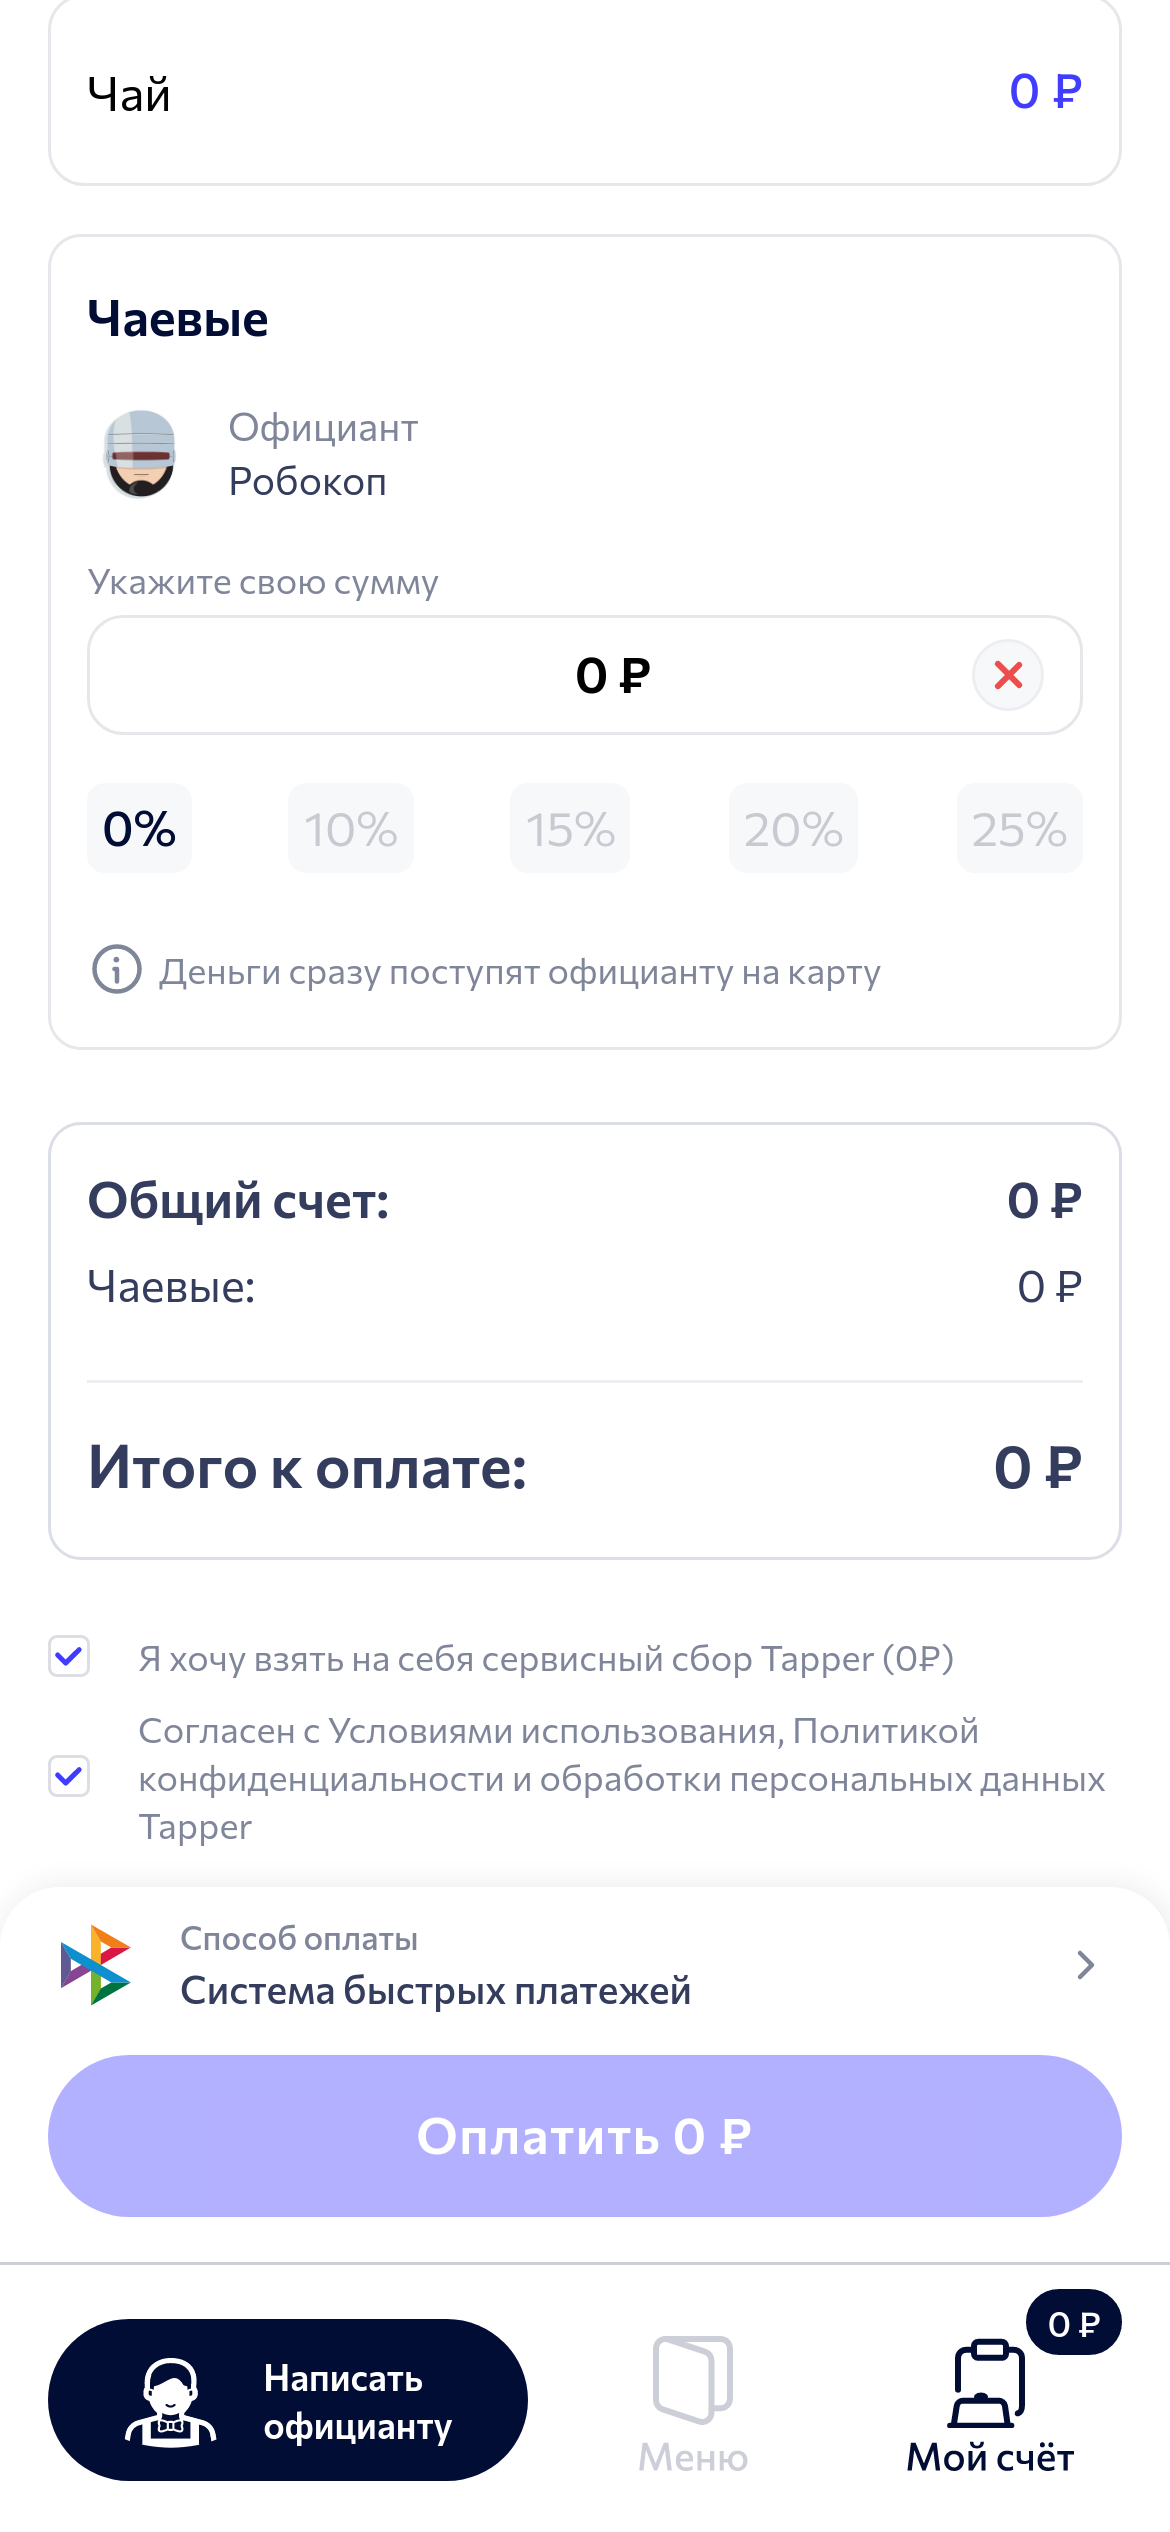 Чай
0 ₽
Чаевые
Официант
Робокоп
Укажите свою сумму
0 ₽
0% 10% 15% 20% 25%
Деньги сразу поступят официанту на карту
Общий счет: 0 ₽
Чаевые: 0 ₽
Итого к оплате: 0 ₽
Я хочу взять на себя сервисный сбор Tapper (0₽)
Согласен с Условиями использования, Политикой
конфиденциальности и обработки персональных данных
Tapper
Способ оплаты
Система быстрых платежей
Оплатить 0 ₽
0 ₽
Написать
официанту
Меню
Мой счёт